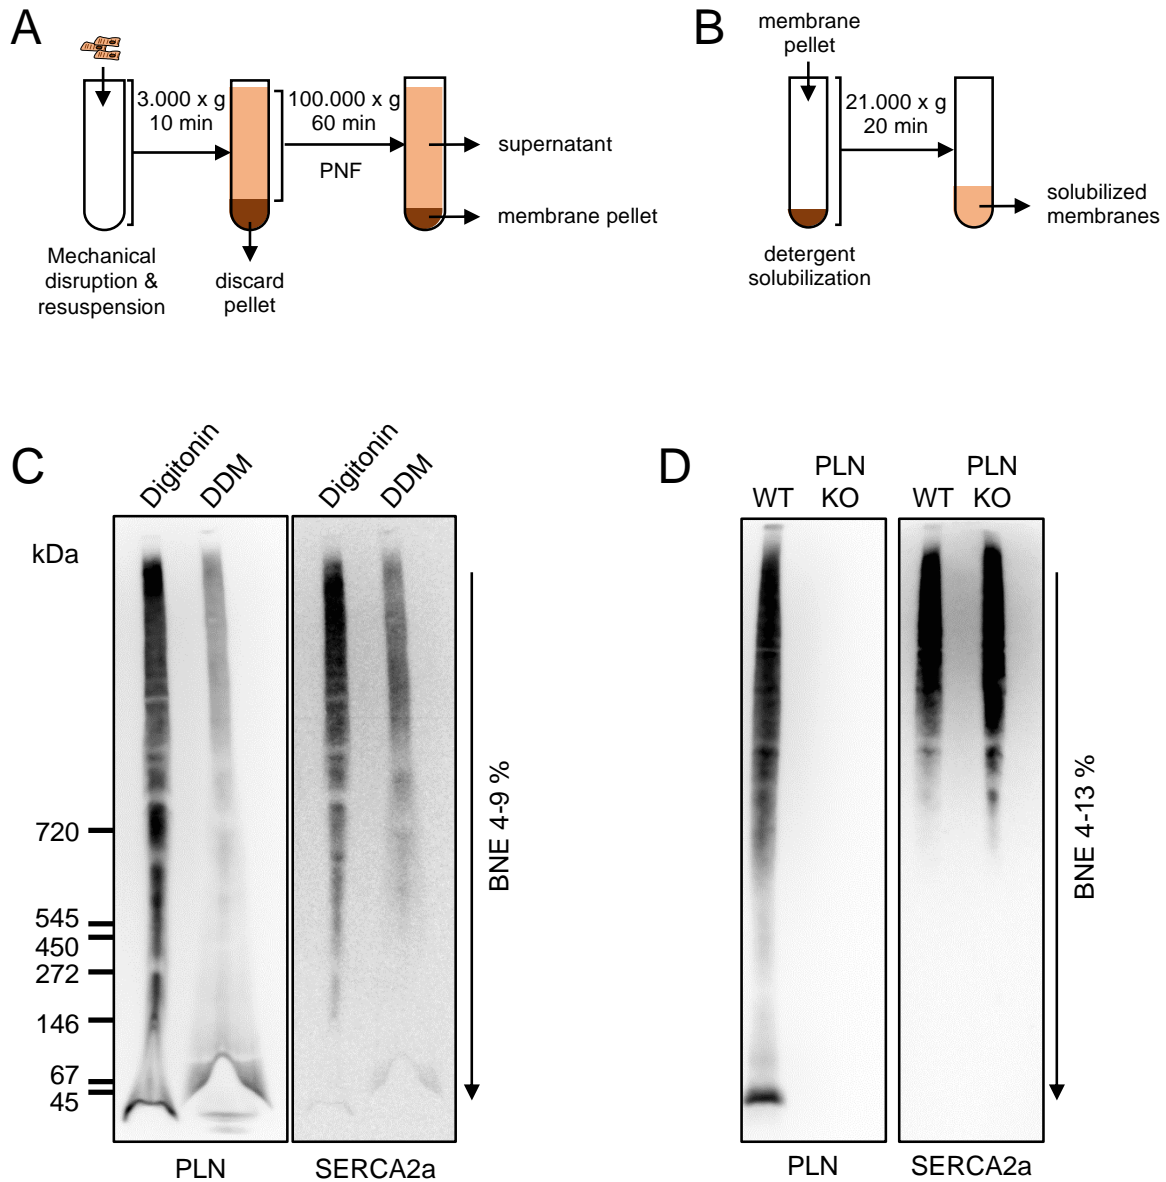 A
3.000 x g
10 min
100.000 x g
60 min
PNF
supernatant
membrane pellet
Mechanical
disruption &
resuspension)
discard
pellet
B
membrane
pellet
21.000 x g
20 min
solubilized
membranes
detergent
solubilization
C
Digitonin
DDM
Digitonin
DDM
kDa
720
545
450
272
146
67
45
BNE 4-9 %
PLN
SERCA2a
D
WT
PLN
KO
WT
PLN
KO
BNE 4-13 %
PLN
SERCA2a